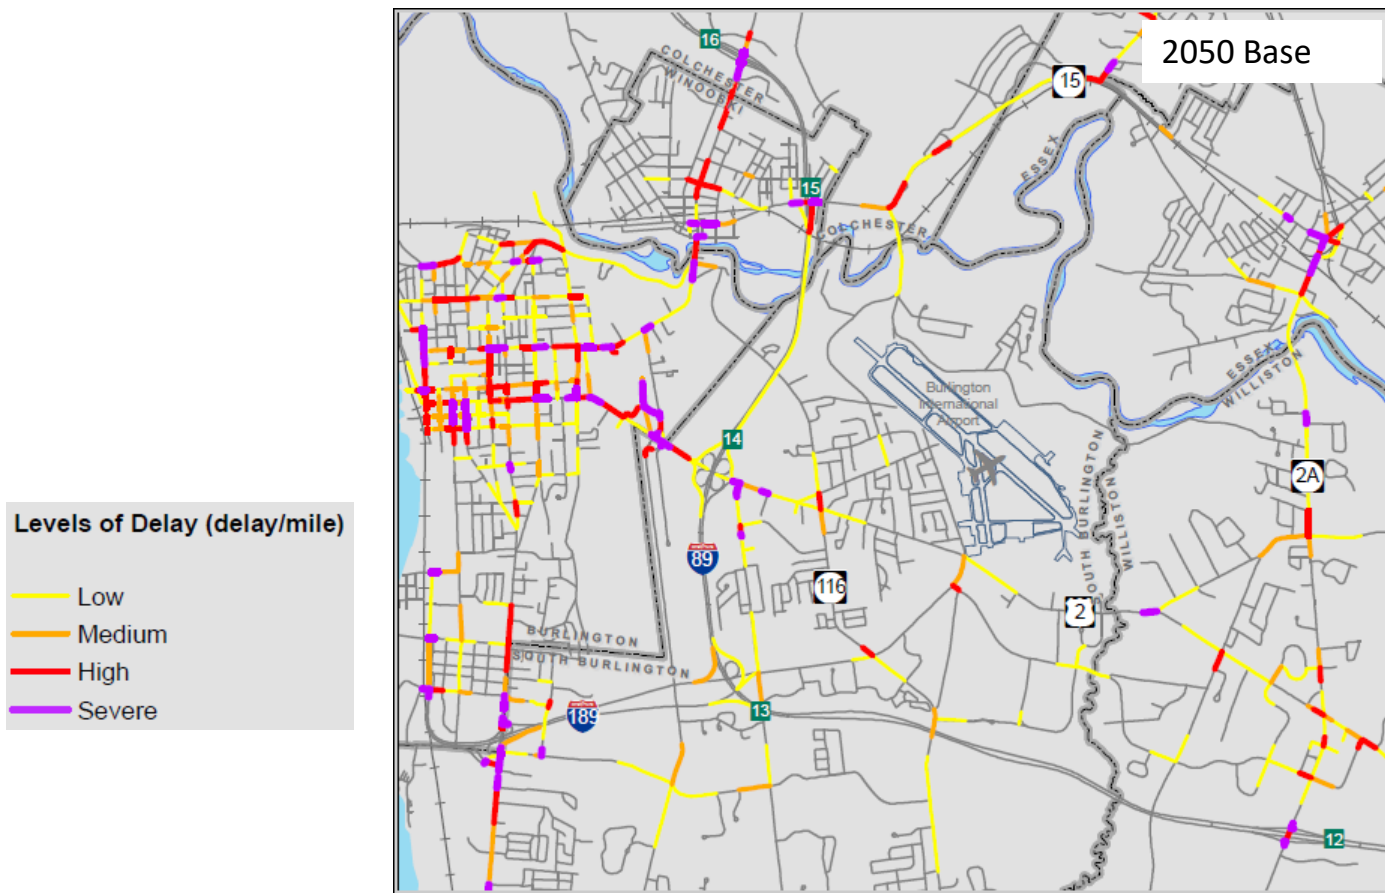 2050 Base
16
COLCHESTER
WINOOSKI
15
ESSEX
15
COLCHESTER
ESSEX
WILLISTON
Burlington
International
Airport
14
2A
SOUTH BURLINGTON
WILLISTON
Levels of Delay (delay/mile)
Low
Medium
High
Severe
89
116
2
BURLINGTON
SOUTH BURLINGTON
189
13
12